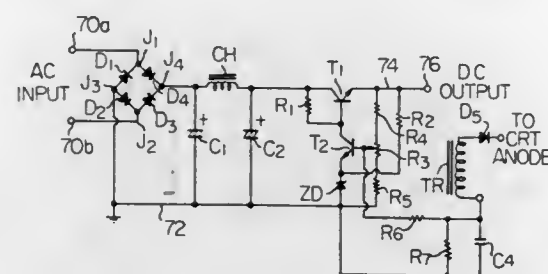 70a
J1
CH
T1
74
76
D1
J4
AC
INPUT
J3
D4
D2
D3
DC
OUTPUT
R1
R2
R4
D5
TO
CRT
ANODE
+
C1
+
C2
T2
R3
TR
70b
J2
ZD
R5
72
R6
R7
C4